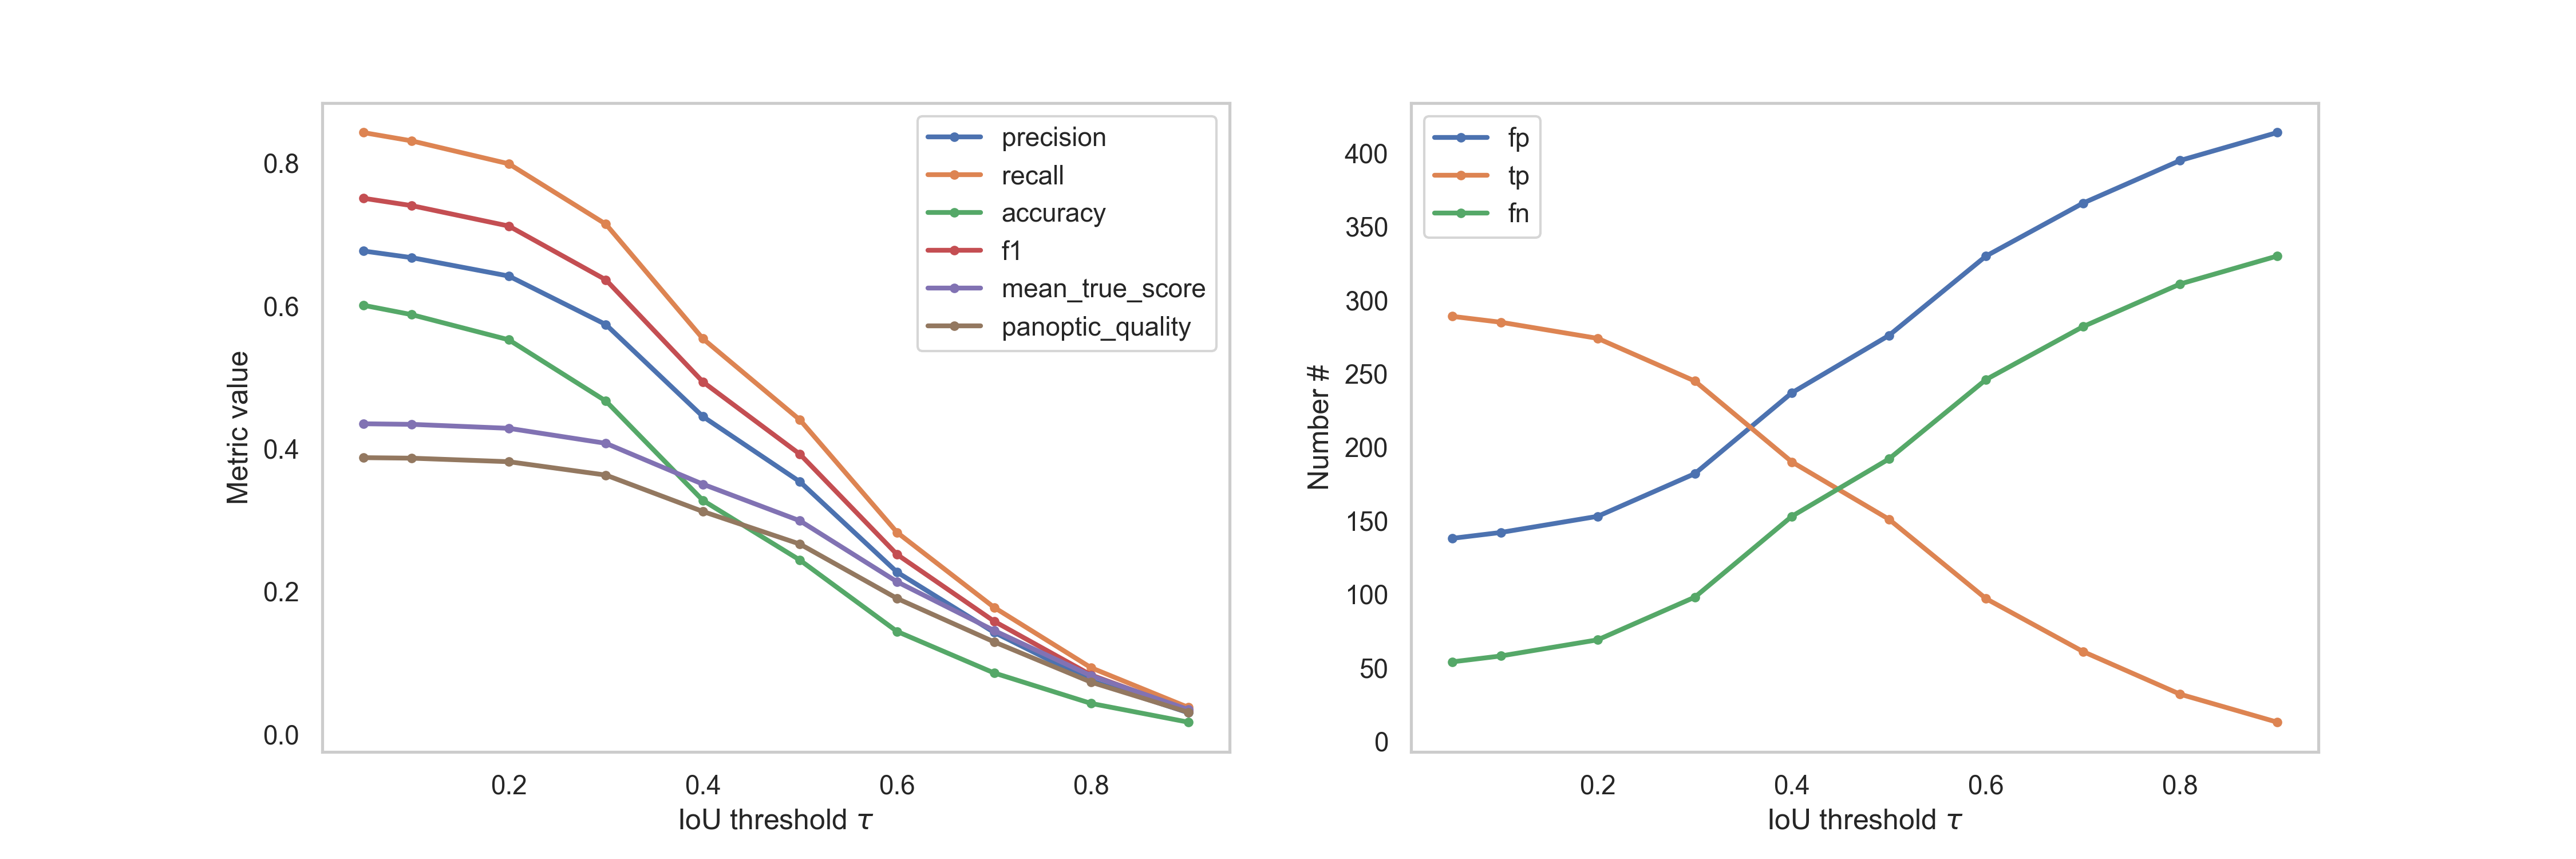 Metric value
0.8
0.6
0.4
0.2
0.0
0.2
0.4
0.6
0.8
IoU threshold τ
precision
recall
accuracy
f1
mean_true_score
panoptic_quality
Number #
400
350
300
250
200
150
100
50
0
0.2
0.4
0.6
0.8
IoU threshold τ
fp
tp
fn